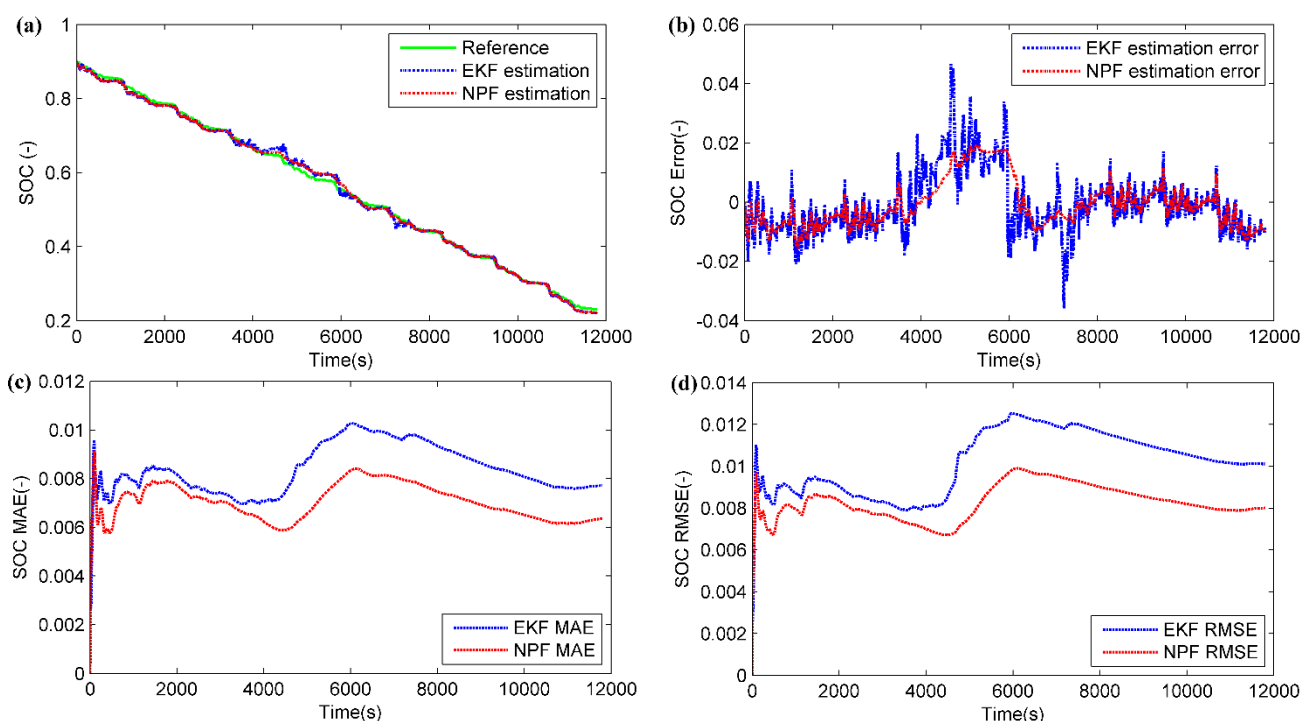 (a)
1
0.8
0.6
0.4
0.2
SOC (-)
Reference
EKF estimation
NPF estimation
0 2000 4000 6000 8000 10000 12000
Time(s)
(b)
0.06
0.04
0.02
0
-0.02
-0.04
SOC Error(-)
EKF estimation error
NPF estimation error
0 2000 4000 6000 8000 10000 12000
Time(s)
(c)
0.012
0.01
0.008
0.006
0.004
0.002
0
SOC MAE(-)
EKF MAE
NPF MAE
0 2000 4000 6000 8000 10000 12000
Time(s)
(d)
0.014
0.012
0.01
0.008
0.006
0.004
0.002
0
SOC RMSE(-)
EKF RMSE
NPF RMSE
0 2000 4000 6000 8000 10000 12000
Time(s)